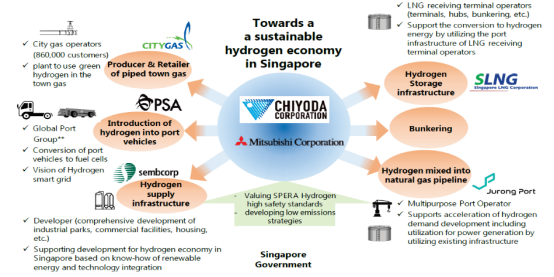 Towards a
a sustainable
hydrogen economy
in Singapore
✓ City gas operators
(860,000 customers)
✓ plant to use green
hydrogen in the
town gas
CITYGAS
Producer & Retailer
of piped town gas
PSA
Introduction of
hydrogen into port
vehicles
✓ Global Port
Group**
✓ Conversion of port
vehicles to fuel cells
✓ Vision of Hydrogen
smart grid
sembcorp
Hydrogen
supply
infrastructure
✓ Developer (comprehensive development of
industrial parks, commercial facilities, housing,
etc.)
✓ Supporting development for hydrogen economy in
Singapore based on know-how of renewable
energy and technology integration
CHIYODA
CORPORATION
Mitsubishi Corporation
- Valuing SPERA Hydrogen
high safety standards
- developing low emissions
strategies
Singapore
Government
✓ LNG receiving terminal operators
(terminals, hubs, bunkering, etc.)
✓ Support the conversion to hydrogen
energy by utilizing the port
infrastructure of LNG receiving
terminal operators
Hydrogen
Storage
infrastructure
SLNG
Singapore LNG Corporation
Bunkering
Hydrogen mixed into
natural gas pipeline
Jurong Port
✓ Multipurpose Port Operator
✓ Supports acceleration of hydrogen
demand development including
utilization for power generation by
utilizing existing infrastructure